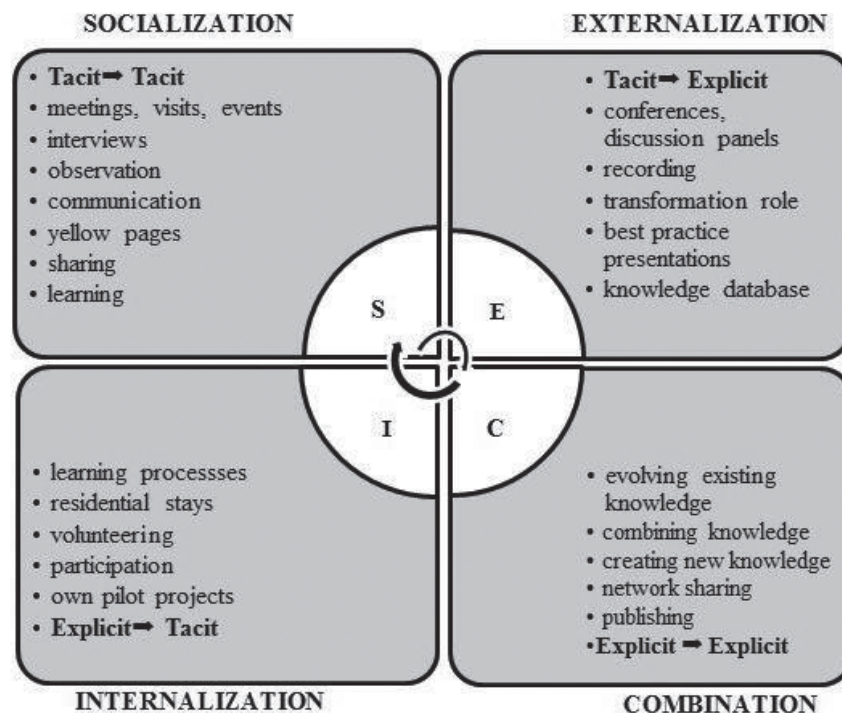 SOCIALIZATION
• Tacit➡ Tacit
• meetings, visits, events
• interviews
• observation
• communication
• yellow pages
• sharing
• learning
EXTERNALIZATION
• Tacit➡ Explicit
• conferences,
discussion panels
• recording
• transformation role
• best practice
presentations
• knowledge database
S
E
I
C
• learning processses
• residential stays
• volunteering
• participation
• own pilot projects
• Explicit➡ Tacit
INTERNALIZATION
• evolving existing
knowledge
• combining knowledge
• creating new knowledge
• network sharing
• publishing
•Explicit ➡ Explicit
COMBINATION